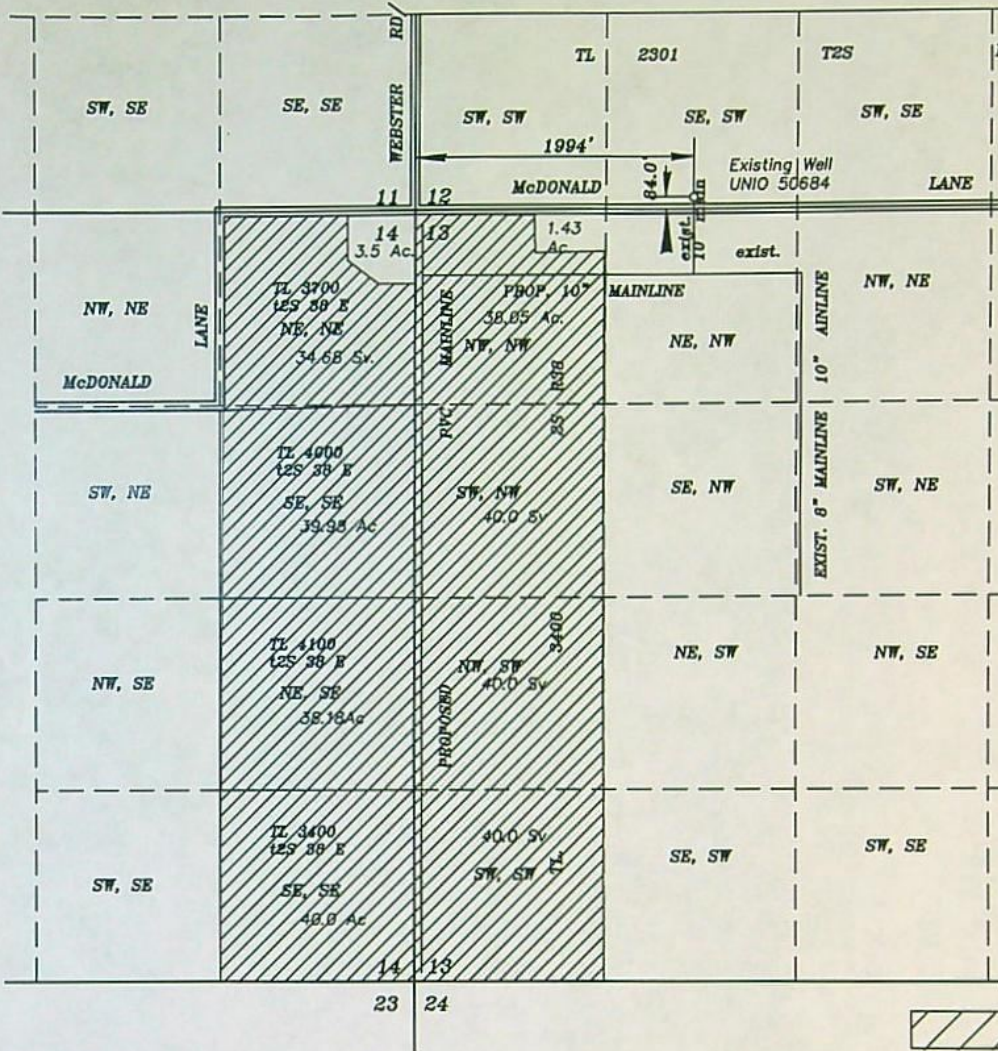 RD
TL 2301 T2S
SW, SE
SE, SE
WEBSTER
SW, SW
SE, SW
SW, SE
1994'
84.0'
Existing Well
UNIO 50684
McDONALD LANE
11 12
14 13
3.5 Ac.
1.43
Ac
exist.
10"
exist.
TL 3700
t2S 38 E
NE, NE
34.68 Sv.
NW, NE
LANE
McDONALD
MAINLINE
PROP. 10" MAINLINE
38.05 Ac.
NW, NW
2S R38
NE, NW
10" AINLINE
NW, NE
PVC
TL 4000
t2S 38 E
SE, SE
39.98 Ac
SW, NE
SW, NW
40.0 Sv
SE, NW
EXIST. 8" MAINLINE
SW, NE
TL 4100
t2S 38 E
NE, SE
38.18Ac
NW, SE
PROPOSED
NW, SW
40.0 Sv
3400
NE, SW
NW, SE
TL 3400
t2S 38 E
SE, SE
40.0 Ac
SW, SE
40.0 Sv
SW, SW
TL
SE, SW
SW, SE
14 13
23 24